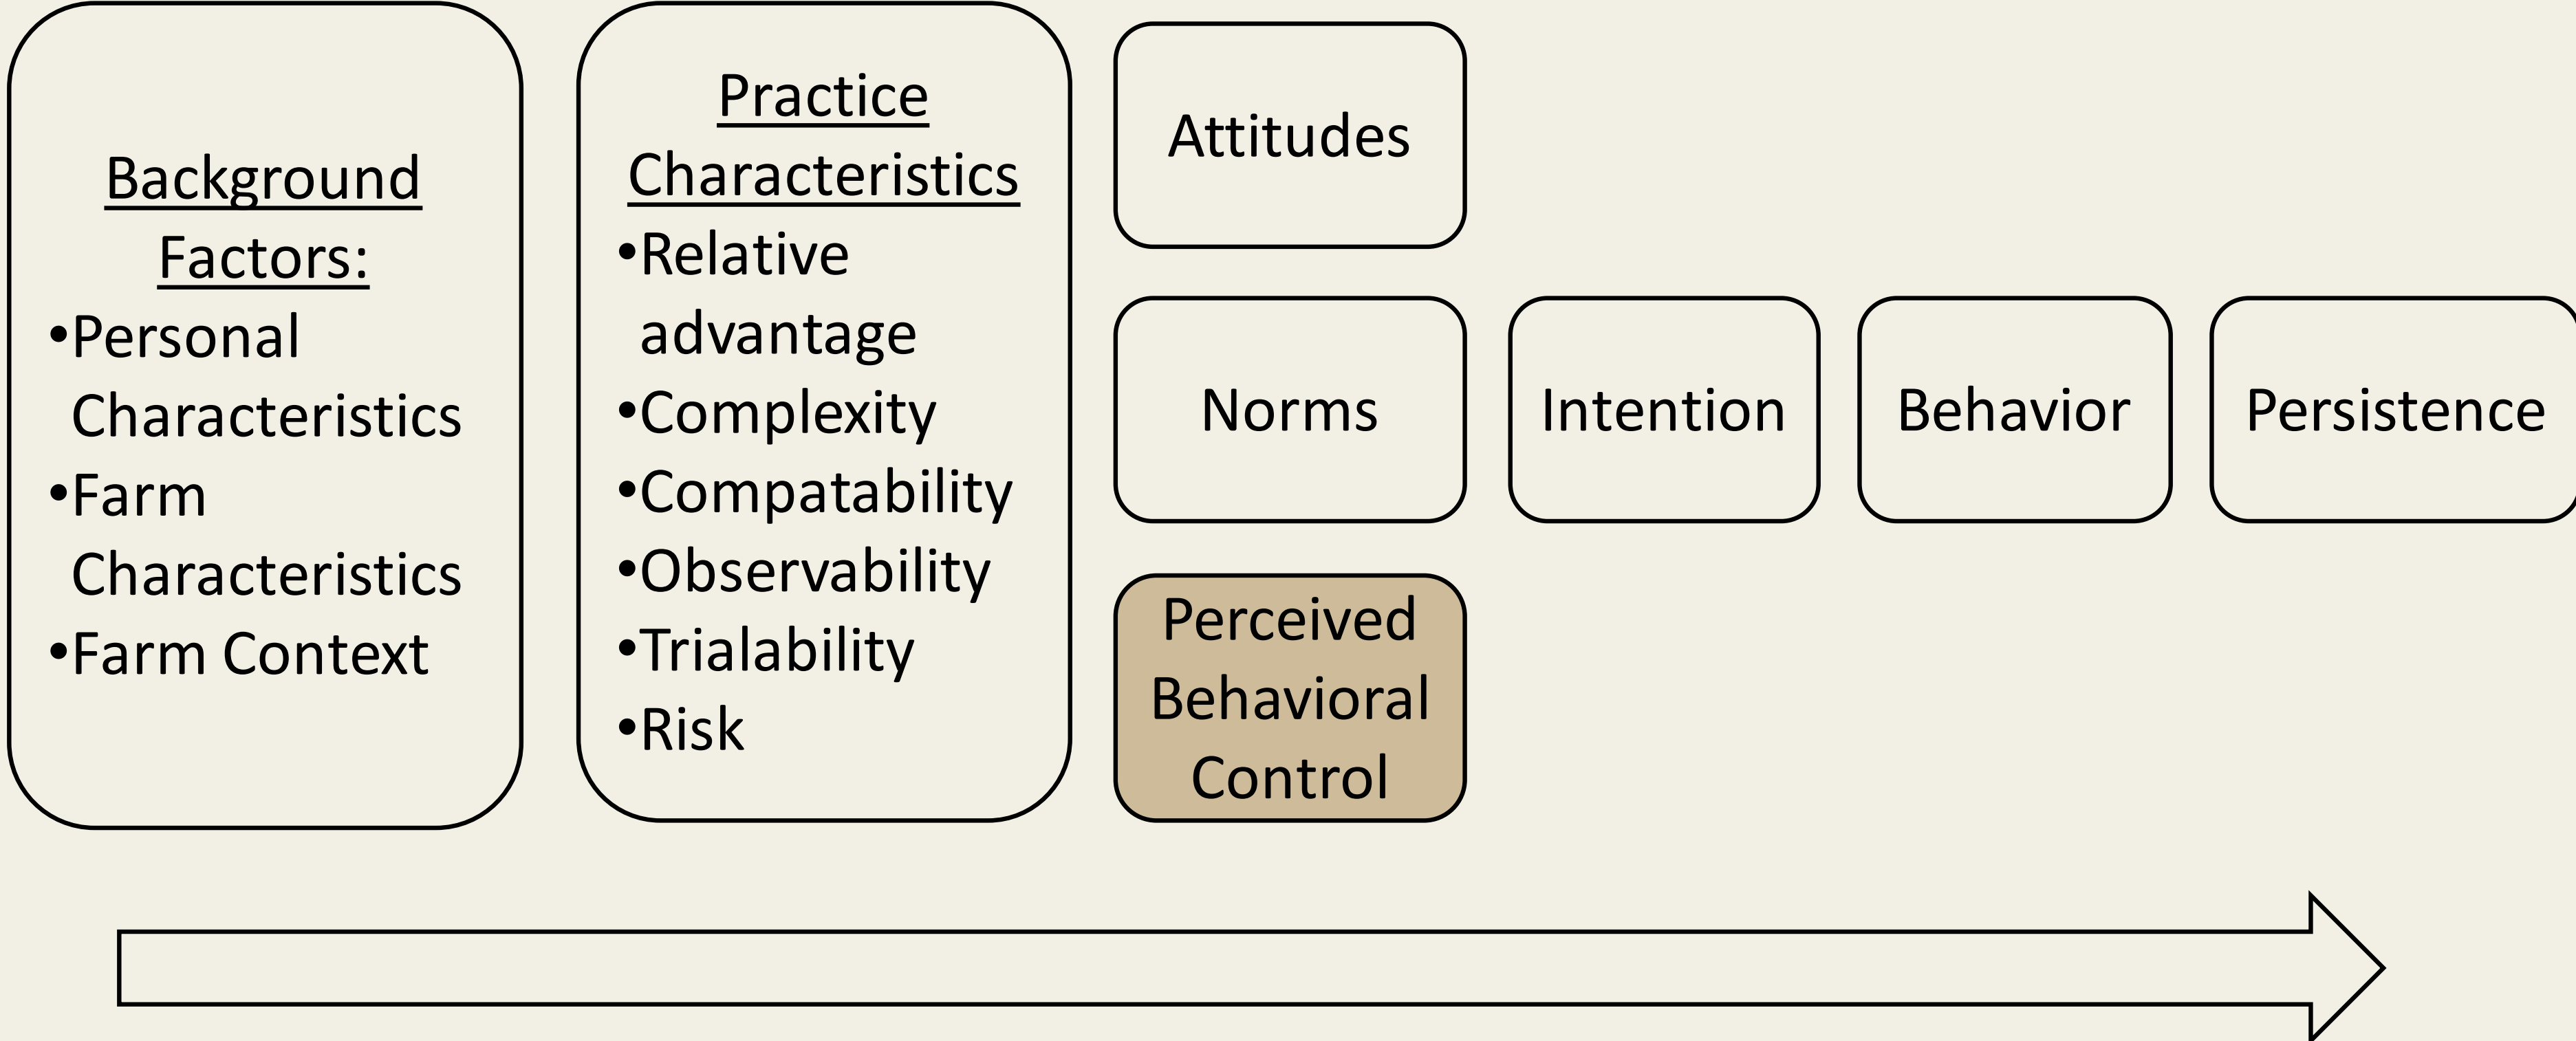 Background
Factors:
•Personal
Characteristics
•Farm
Characteristics
•Farm Context
Practice
Characteristics
•Relative
advantage
•Complexity
•Compatability
•Observability
•Trialability
•Risk
Attitudes
Norms
Perceived
Behavioral
Control
Intention
Behavior
Persistence